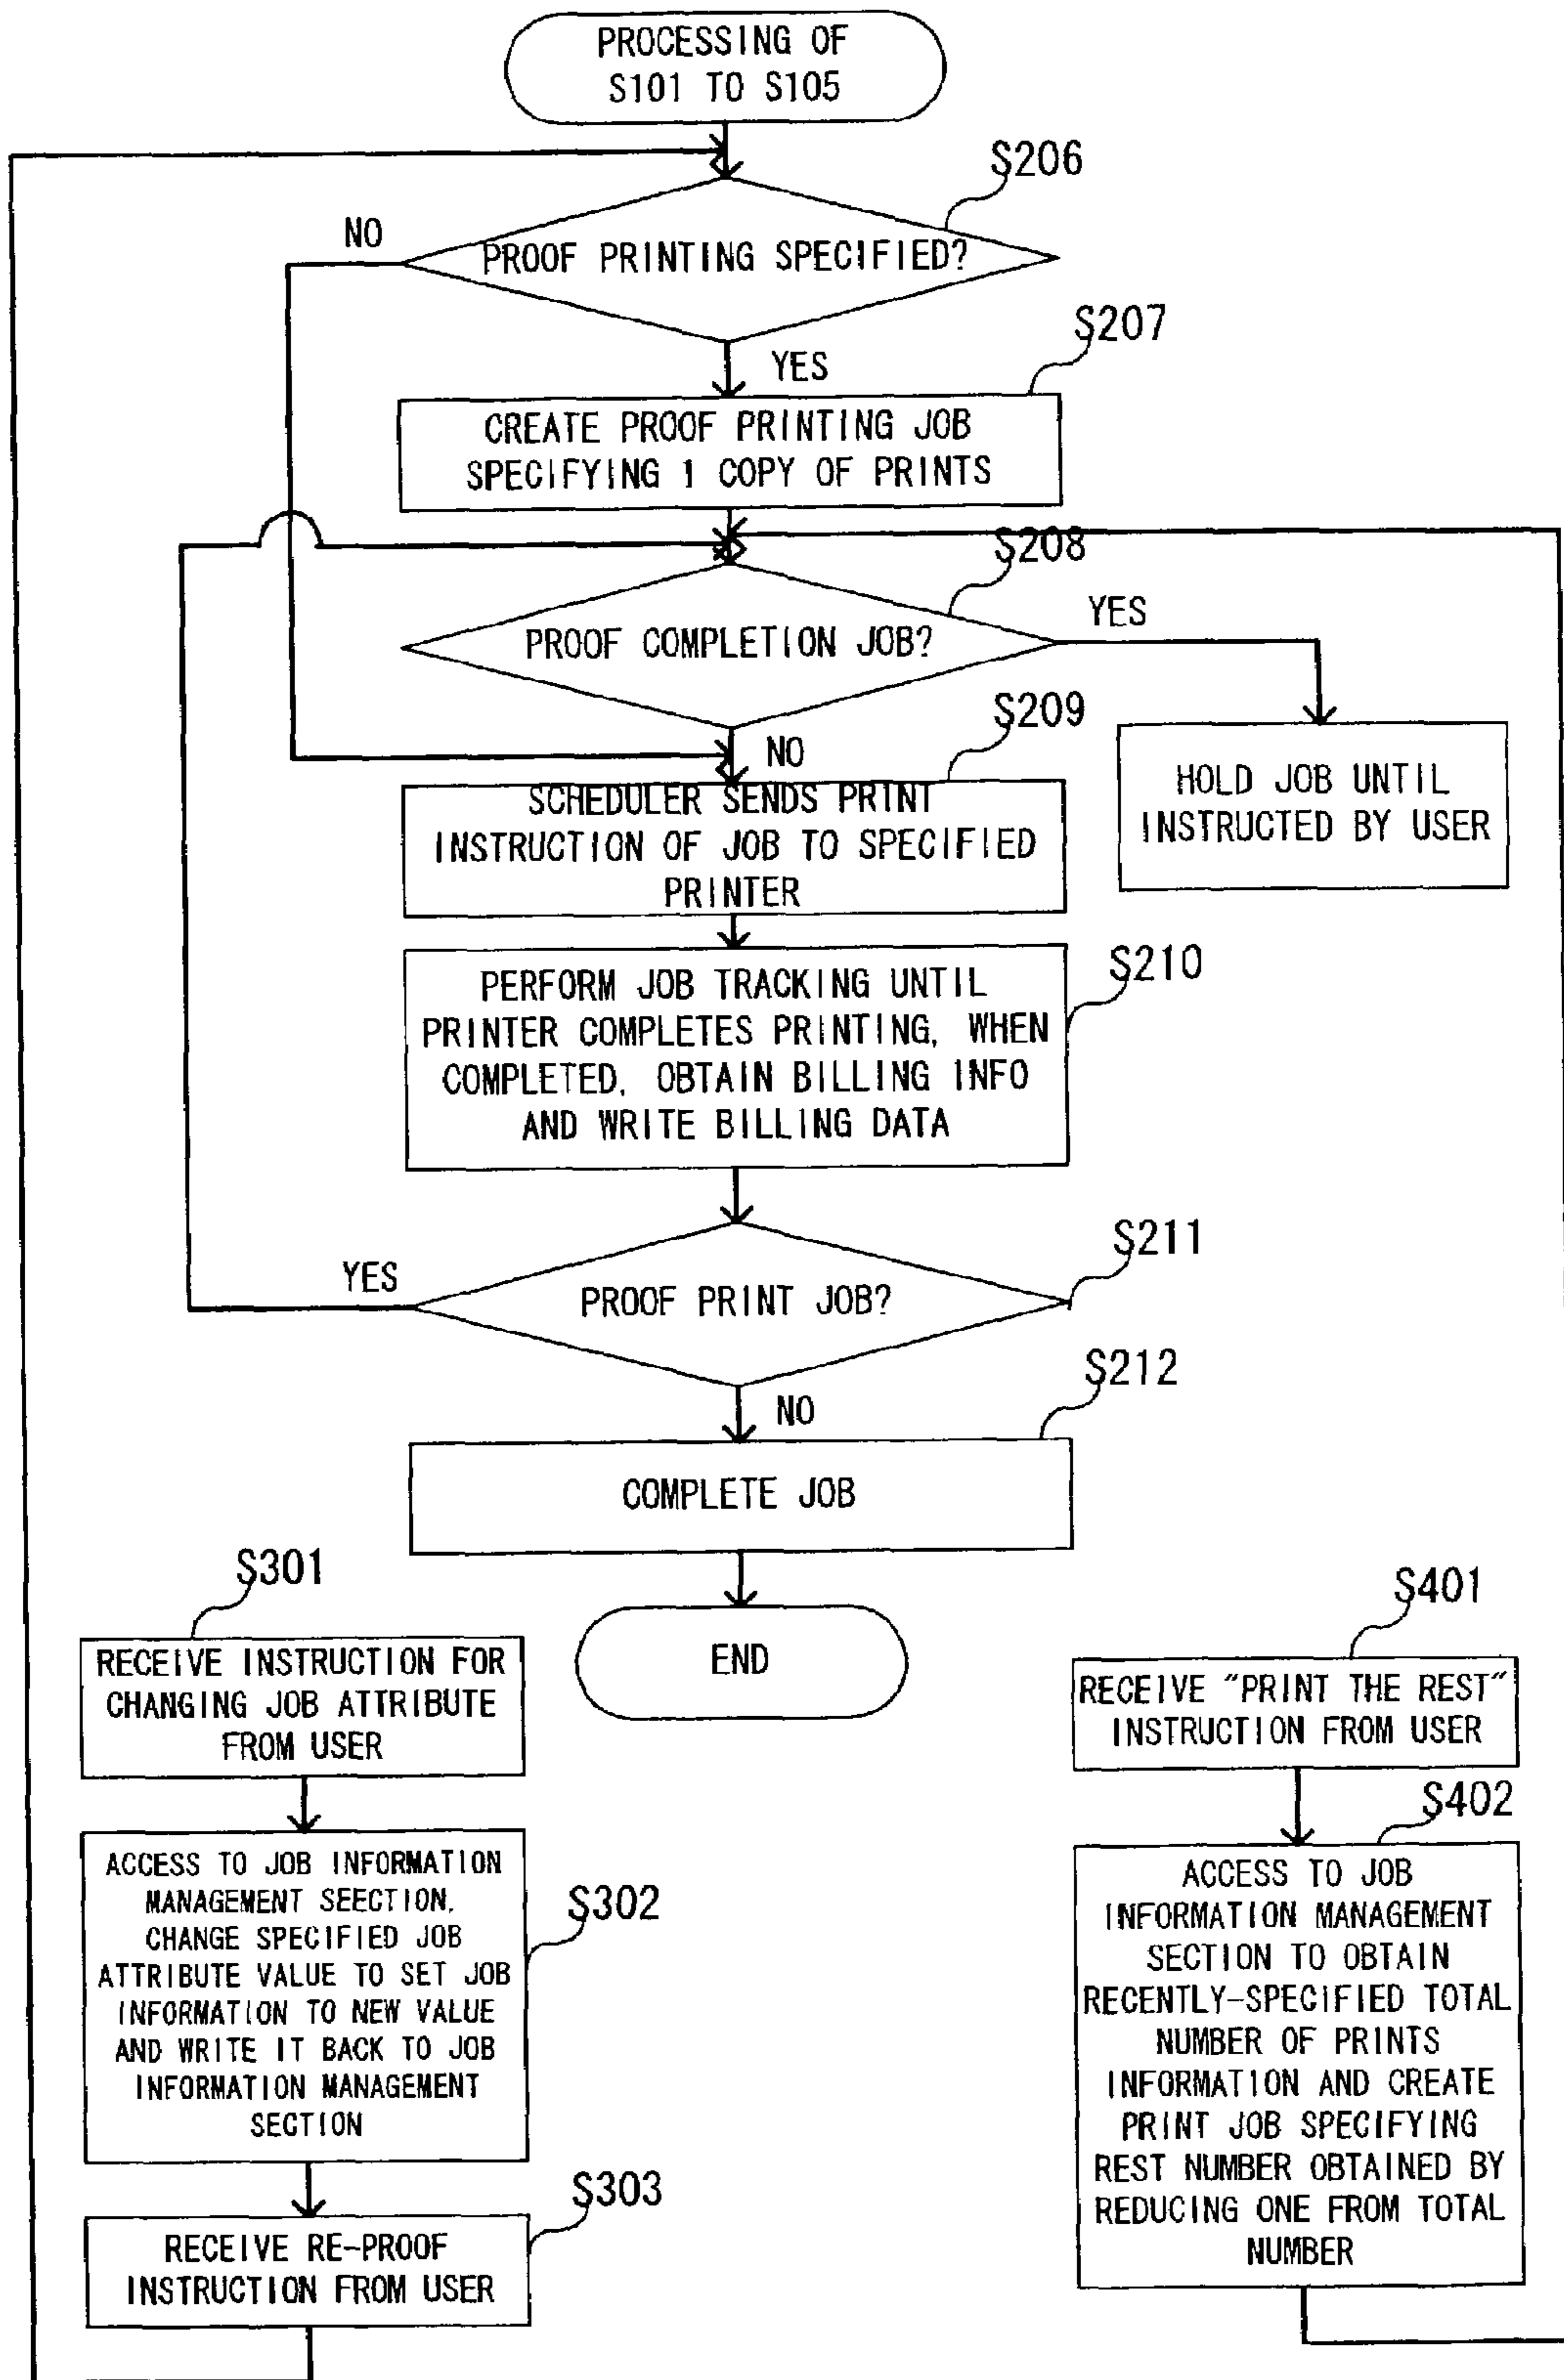 PROCESSING OF
S101 TO S105
S206
NO
PROOF PRINTING SPECIFIED?
S207
YES
CREATE PROOF PRINTING JOB
SPECIFYING 1 COPY OF PRINTS
S208
YES
PROOF COMPLETION JOB?
S209
NO
HOLD JOB UNTIL
INSTRUCTED BY USER
SCHEDULER SENDS PRINT
INSTRUCTION OF JOB TO SPECIFIED
PRINTER
S210
PERFORM JOB TRACKING UNTIL
PRINTER COMPLETES PRINTING, WHEN
COMPLETED, OBTAIN BILLING INFO
AND WRITE BILLING DATA
S211
YES
PROOF PRINT JOB?
S212
NO
COMPLETE JOB
END
S301
RECEIVE INSTRUCTION FOR
CHANGING JOB ATTRIBUTE
FROM USER
S302
ACCESS TO JOB INFORMATION
MANAGEMENT SEECTION,
CHANGE SPECIFIED JOB
ATTRIBUTE VALUE TO SET JOB
INFORMATION TO NEW VALUE
AND WRITE IT BACK TO JOB
INFORMATION MANAGEMENT
SECTION
S303
RECEIVE RE-PROOF
INSTRUCTION FROM USER
S401
RECEIVE "PRINT THE REST"
INSTRUCTION FROM USER
S402
ACCESS TO JOB
INFORMATION MANAGEMENT
SECTION TO OBTAIN
RECENTLY-SPECIFIED TOTAL
NUMBER OF PRINTS
INFORMATION AND CREATE
PRINT JOB SPECIFYING
REST NUMBER OBTAINED BY
REDUCING ONE FROM TOTAL
NUMBER